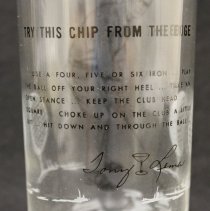 TRY THIS CHIP FROM THE EDGE
USE A FOUR, FIVE OR SIX IRON ... PLAY
THE BALL OFF YOUR RIGHT HEEL ... TAKE AN
OPEN STANCE ... KEEP THE CLUB HEAD
SQUARE CHOKE UP ON THE CLUB A LITTLE
HIT DOWN AND THROUGH THE BALL
Tony Lema